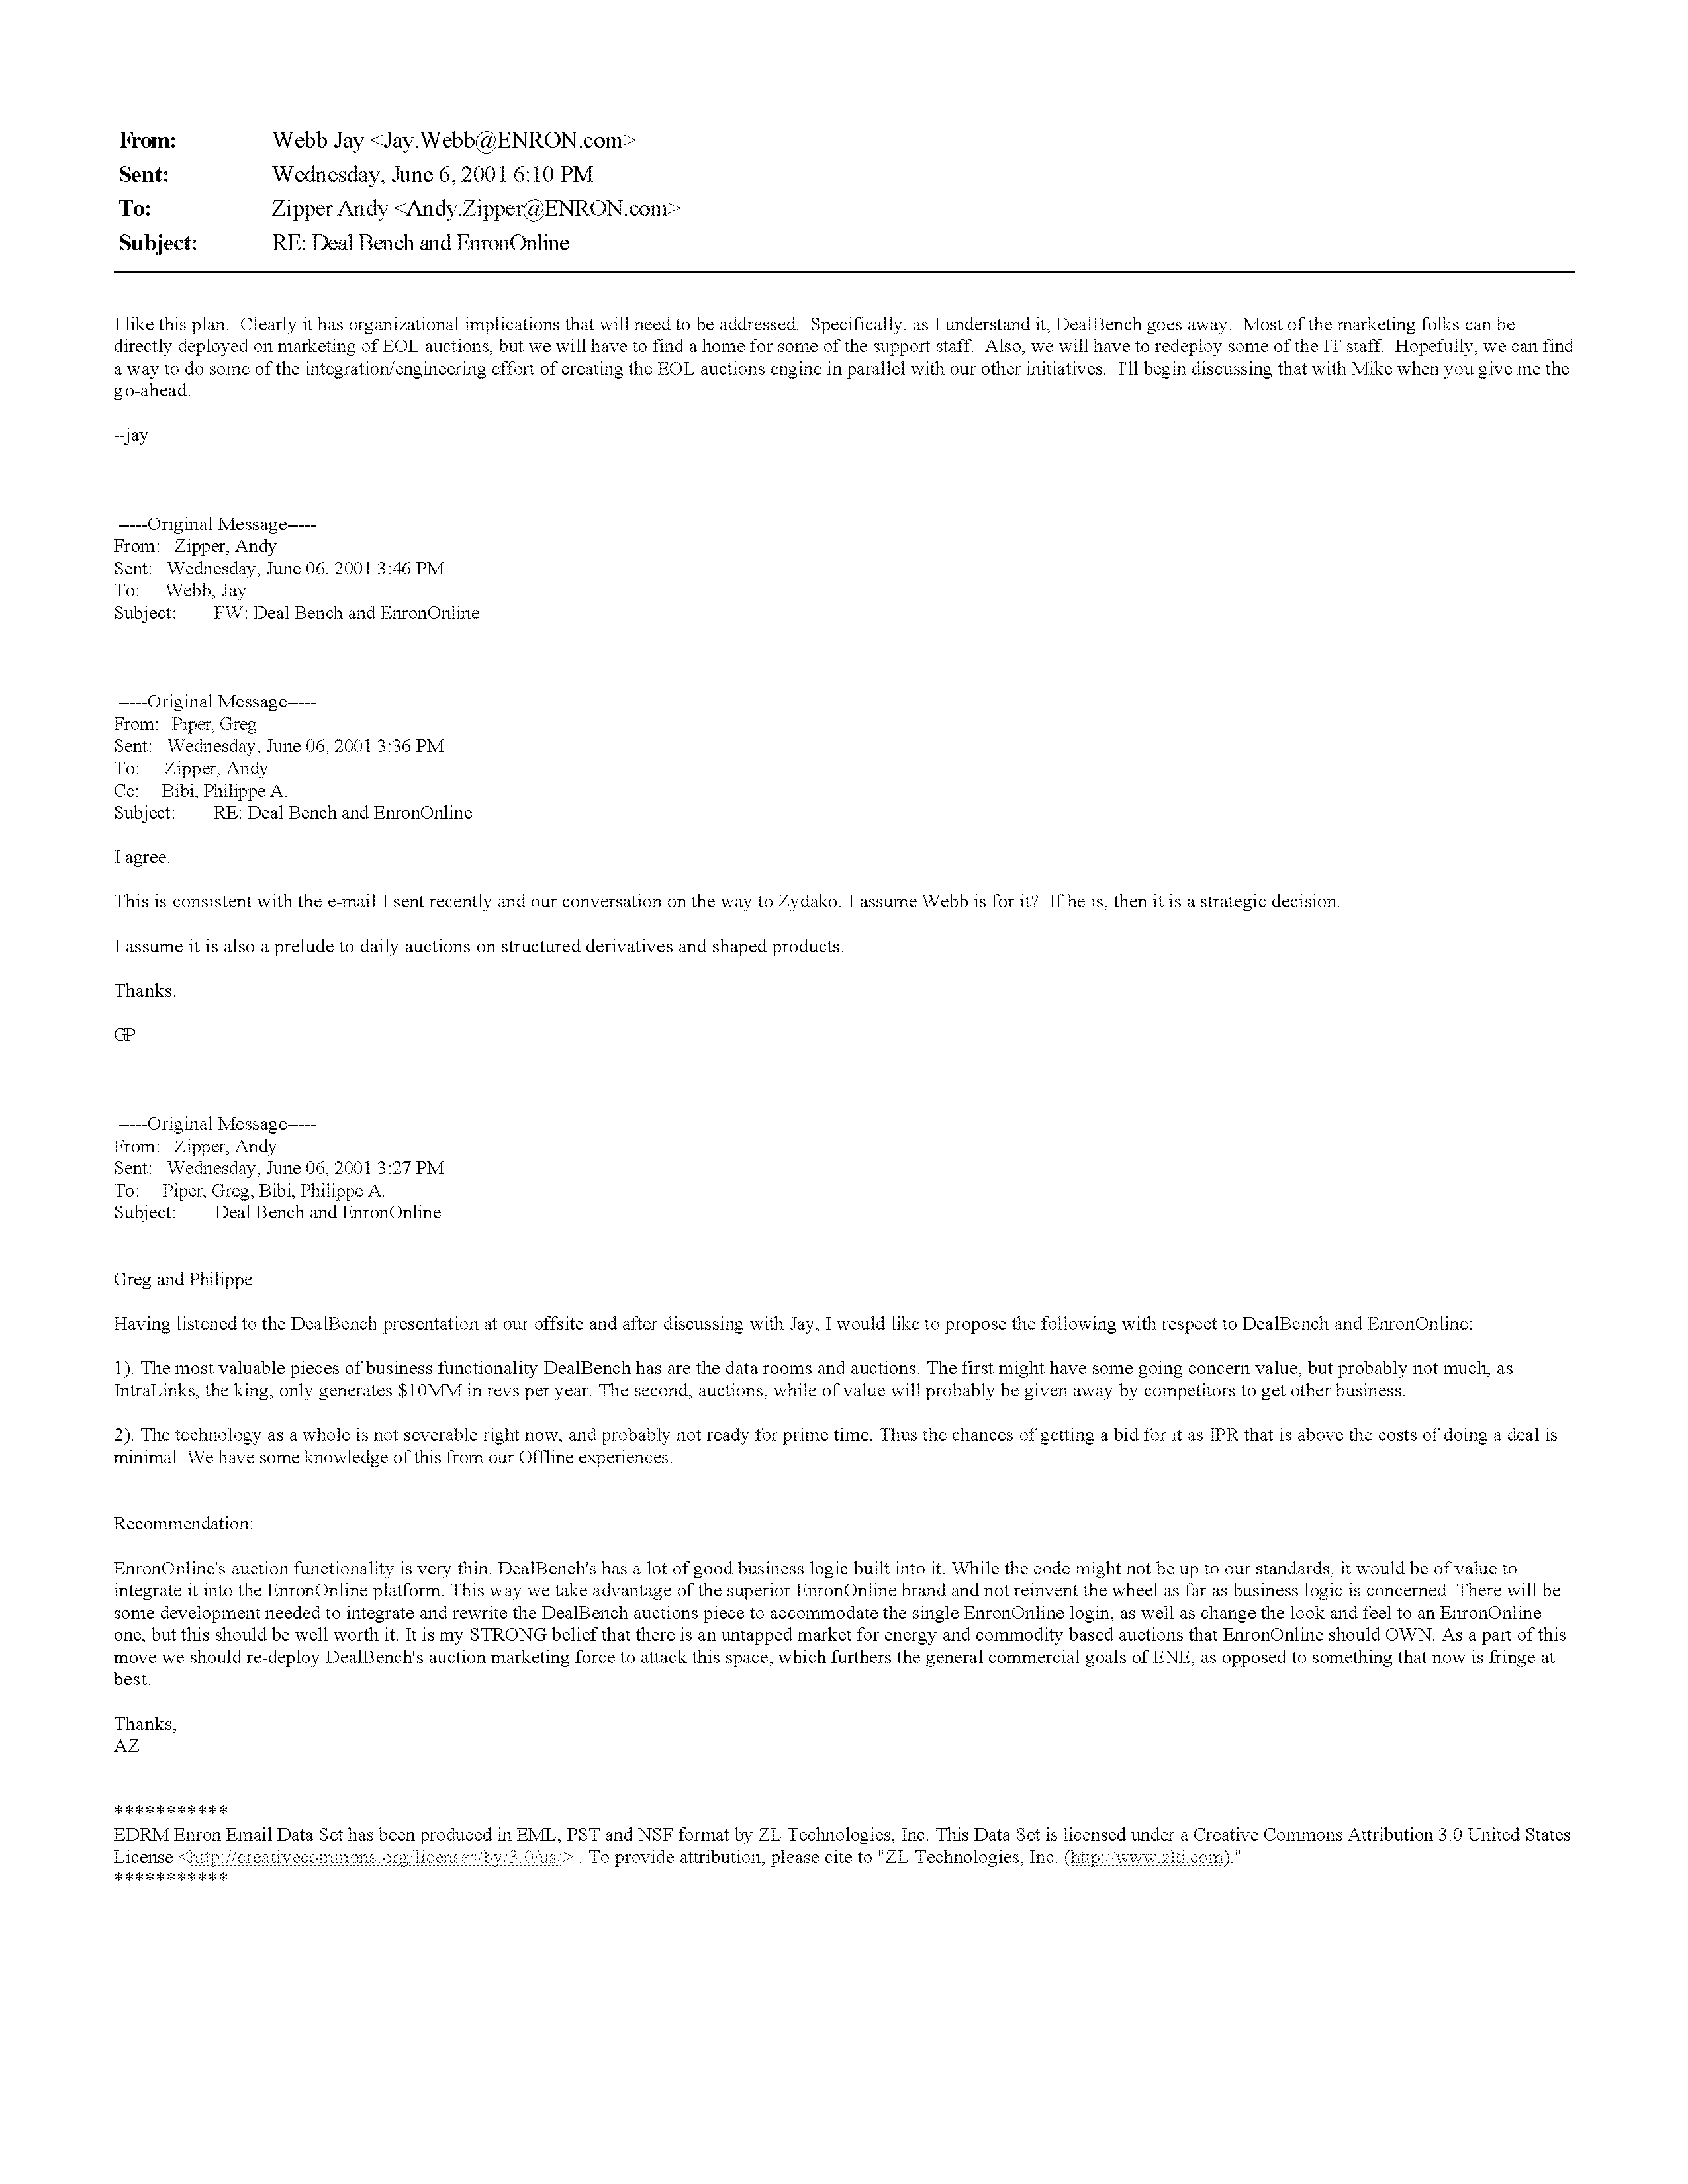 From: Webb Jay <Jay.Webb@ENRON.com>
Sent: Wednesday, June 6, 2001 6:10 PM
To: Zipper Andy <Andy.Zipper@ENRON.com>
Subject: RE: Deal Bench and EnronOnline
I like this plan.  Clearly it has organizational implications that will need to be addressed.  Specifically, as I understand it, DealBench goes away.  Most of the marketing folks can be
directly deployed on marketing of EOL auctions, but we will have to find a home for some of the support staff.  Also, we will have to redeploy some of the IT staff.  Hopefully, we can find
a way to do some of the integration/engineering effort of creating the EOL auctions engine in parallel with our other initiatives.  I'll begin discussing that with Mike when you give me the
go-ahead.
--jay
-----Original Message-----
From: Zipper, Andy
Sent: Wednesday, June 06, 2001 3:46 PM
To: Webb, Jay
Subject: FW: Deal Bench and EnronOnline
-----Original Message-----
From: Piper, Greg
Sent: Wednesday, June 06, 2001 3:36 PM
To: Zipper, Andy
Cc: Bibi, Philippe A.
Subject: RE: Deal Bench and EnronOnline
I agree.
This is consistent with the e-mail I sent recently and our conversation on the way to Zydako. I assume Webb is for it?  If he is, then it is a strategic decision.
I assume it is also a prelude to daily auctions on structured derivatives and shaped products.
Thanks.
GP
-----Original Message-----
From: Zipper, Andy
Sent: Wednesday, June 06, 2001 3:27 PM
To: Piper, Greg; Bibi, Philippe A.
Subject: Deal Bench and EnronOnline
Greg and Philippe
Having listened to the DealBench presentation at our offsite and after discussing with Jay, I would like to propose the following with respect to DealBench and EnronOnline:
1). The most valuable pieces of business functionality DealBench has are the data rooms and auctions. The first might have some going concern value, but probably not much, as
IntraLinks, the king, only generates $10MM in revs per year. The second, auctions, while of value will probably be given away by competitors to get other business.
2). The technology as a whole is not severable right now, and probably not ready for prime time. Thus the chances of getting a bid for it as IPR that is above the costs of doing a deal is
minimal. We have some knowledge of this from our Offline experiences.
Recommendation:
EnronOnline's auction functionality is very thin. DealBench's has a lot of good business logic built into it. While the code might not be up to our standards, it would be of value to
integrate it into the EnronOnline platform. This way we take advantage of the superior EnronOnline brand and not reinvent the wheel as far as business logic is concerned. There will be
some development needed to integrate and rewrite the DealBench auctions piece to accommodate the single EnronOnline login, as well as change the look and feel to an EnronOnline
one, but this should be well worth it. It is my STRONG belief that there is an untapped market for energy and commodity based auctions that EnronOnline should OWN. As a part of this
move we should re-deploy DealBench's auction marketing force to attack this space, which furthers the general commercial goals of ENE, as opposed to something that now is fringe at
best.
Thanks,
AZ
***********
EDRM Enron Email Data Set has been produced in EML, PST and NSF format by ZL Technologies, Inc. This Data Set is licensed under a Creative Commons Attribution 3.0 United States
License <http://creativecommons.org/licenses/by/3.0/us/> . To provide attribution, please cite to "ZL Technologies, Inc. (http://www.zlti.com)."
***********